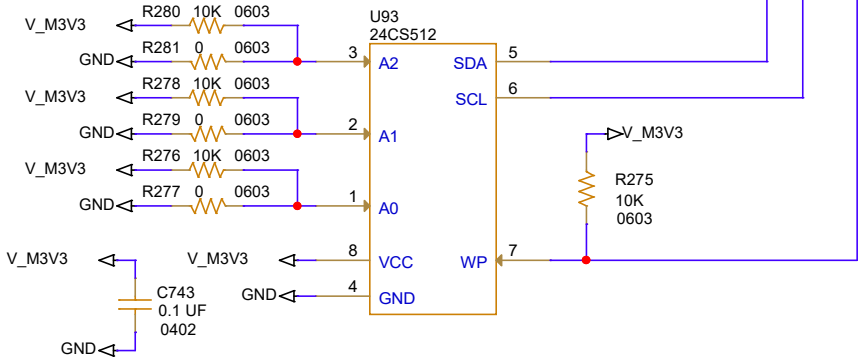 R280 10K 0603
V_M3V3
R281 0 0603
GND
R278 10K 0603
V_M3V3
R279 0 0603
GND
R276 10K 0603
V_M3V3
R277 0 0603
GND
U93
24CS512
3 A2 SDA 5
SCL 6
2 A1
1 A0
8 VCC WP 7
4 GND
V_M3V3
R275
10K
0603
V_M3V3 V_M3V3
GND
C743
0.1 UF
0402
GND